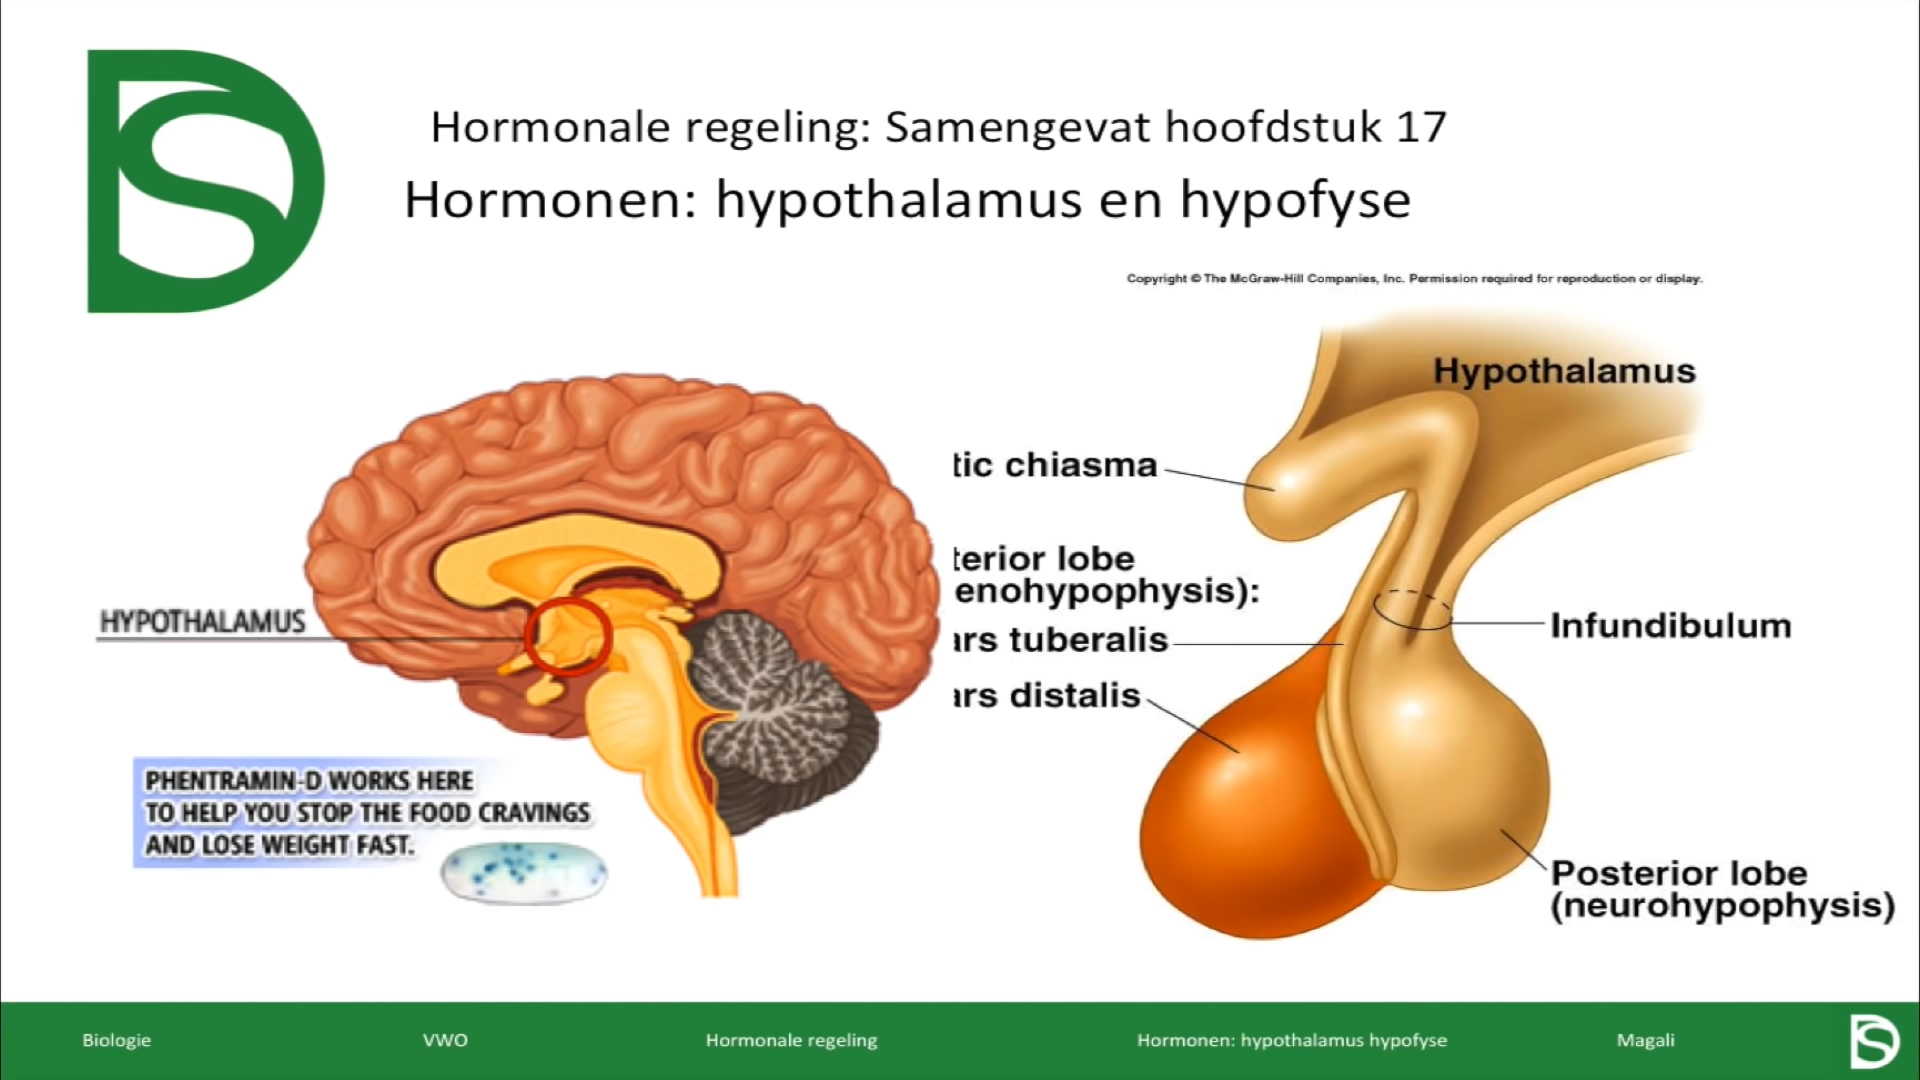 Hormonale regeling: Samengevat hoofdstuk 17
Hormonen: hypothalamus en hypofyse
Copyright © The McGraw-Hill Companies, Inc. Permission required for reproduction or display.
Hypothalamus
tic chiasma
terior lobe
enohypophysis):
ars tuberalis
ars distalis
Infundibulum
Posterior lobe
(neurohypophysis)
HYPOTHALAMUS
PHENTRAMIN-D WORKS HERE
TO HELP YOU STOP THE FOOD CRAVINGS
AND LOSE WEIGHT FAST.
Biologie
VWO
Hormonale regeling
Hormonen: hypothalamus hypofyse
Magali